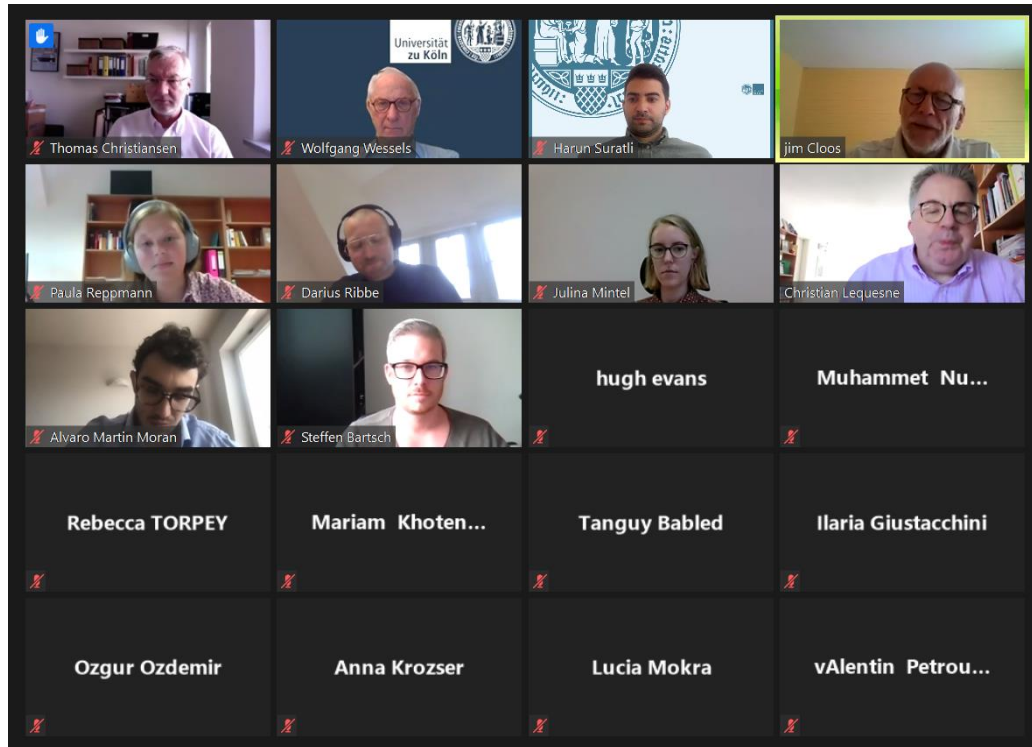 Universität
zu Köln
Thomas Christiansen
Wolfgang Wessels
Harun Suratli
jim Cloos
Paula Reppmann
Darius Ribbe
Julina Mintel
Christian Lequesne
Alvaro Martin Moran
Steffen Bartsch
hugh evans
Muhammet Nu...
Rebecca TORPEY
Mariam Khoten...
Tanguy Babled
Ilaria Giustacchini
Ozgur Ozdemir
Anna Krozser
Lucia Mokra
vAlentin Petrou...